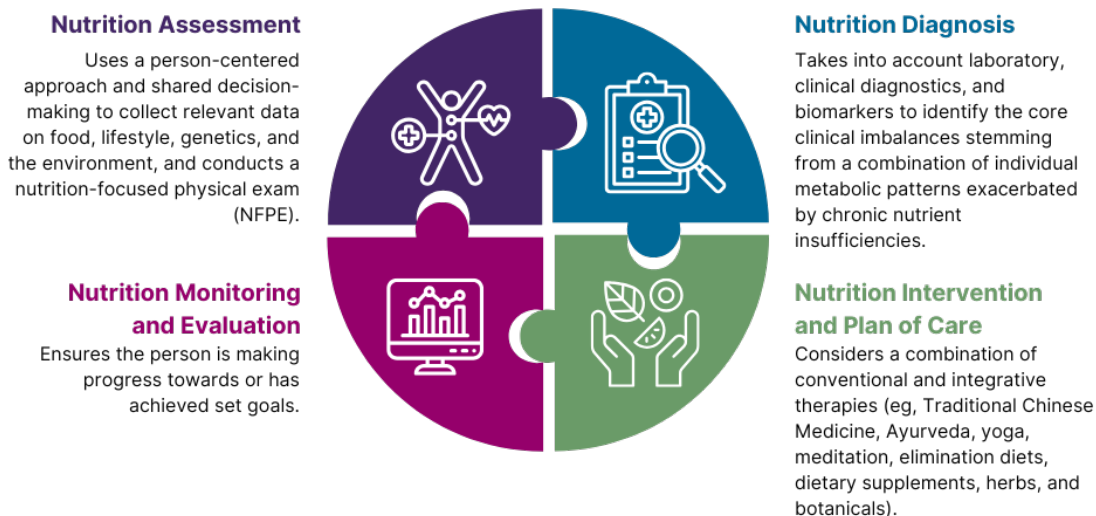 Nutrition Assessment
Uses a person-centered
approach and shared decision-
making to collect relevant data
on food, lifestyle, genetics, and
the environment, and conducts a
nutrition-focused physical exam
(NFPE).
Nutrition Diagnosis
Takes into account laboratory,
clinical diagnostics, and
biomarkers to identify the core
clinical imbalances stemming
from a combination of individual
metabolic patterns exacerbated
by chronic nutrient
insufficiencies.
Nutrition Monitoring
and Evaluation
Ensures the person is making
progress towards or has
achieved set goals.
Nutrition Intervention
and Plan of Care
Considers a combination of
conventional and integrative
therapies (eg, Traditional Chinese
Medicine, Ayurveda, yoga,
meditation, elimination diets,
dietary supplements, herbs, and
botanicals).